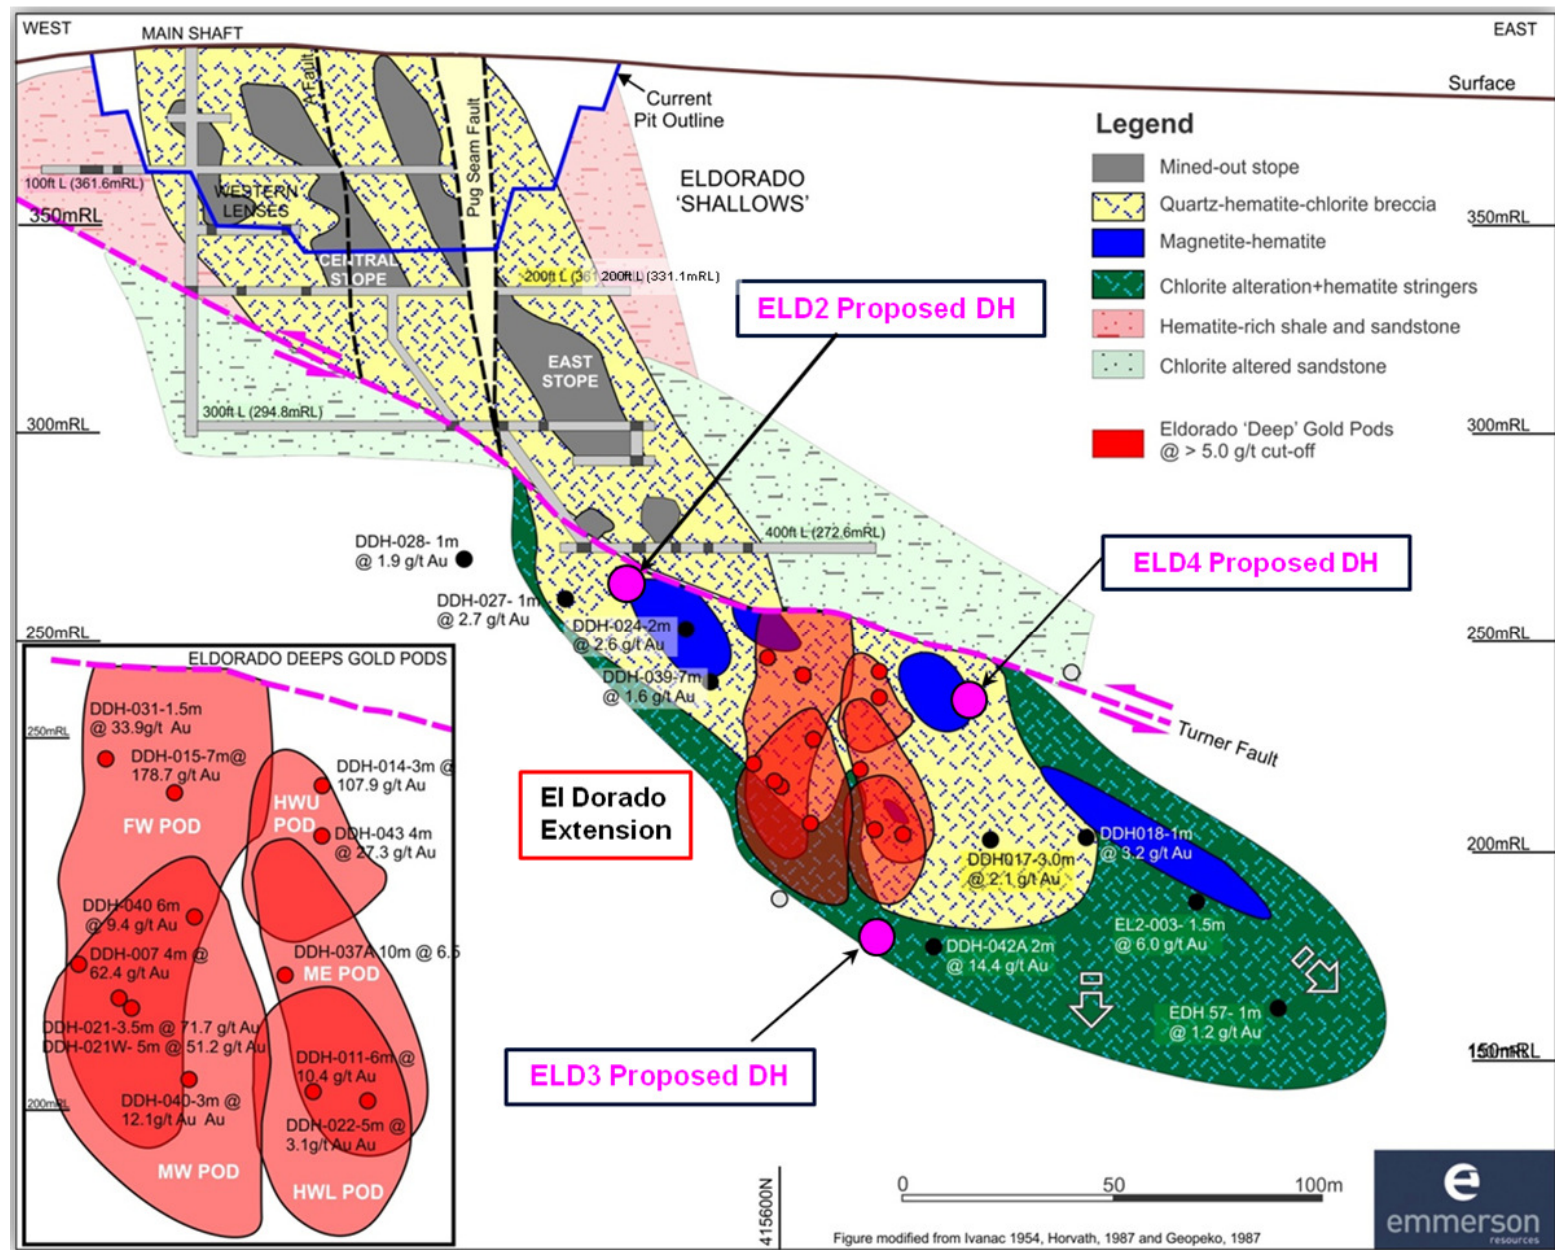 WEST
MAIN SHAFT
EAST
Surface
Current
Pit Outline
A Fault
Pug Seam Fault
100ft L (361.6mRL)
WESTERN
LENSES
350mRL
CENTRAL
STOPE
200ft L (361
200ft L (331.1mRL)
ELDORADO
'SHALLOWS'
Legend
Mined-out stope
Quartz-hematite-chlorite breccia
Magnetite-hematite
Chlorite alteration+hematite stringers
Hematite-rich shale and sandstone
Chlorite altered sandstone
Eldorado 'Deep' Gold Pods
@ > 5.0 g/t cut-off
350mRL
ELD2 Proposed DH
EAST
STOPE
300ft L (294.8mRL)
300mRL
300mRL
400ft L (272.6mRL)
DDH-028- 1m
@ 1.9 g/t Au
ELD4 Proposed DH
DDH-027- 1m
@ 2.7 g/t Au
DDH-024-2m
@ 2.6 g/t Au
DDH-039-7m
@ 1.6 g/t Au
250mRL
250mRL
Turner Fault
El Dorado
Extension
DDH017-3.0m
@ 2.1 g/t Au
DDH018-1m
@ 3.2 g/t Au
200mRL
EL2-003- 1.5m
@ 6.0 g/t Au
DDH-042A 2m
@ 14.4 g/t Au
EDH 57- 1m
@ 1.2 g/t Au
150mRL
ELD3 Proposed DH
ELDORADO DEEPS GOLD PODS
DDH-031-1.5m
@ 33.9g/t Au
250mRL
DDH-015-7m@
178.7 g/t Au
DDH-014-3m @
107.9 g/t Au
HWU
POD
FW POD
DDH-043 4m
@ 27.3 g/t Au
DDH-040 6m
@ 9.4 g/t Au
DDH-007 4m @
62.4 g/t Au
DDH-037A 10m @ 6.5
ME POD
DDH-021-3.5m @ 71.7 g/t Au
DDH-021W- 5m @ 51.2 g/t Au
DDH-011-6m @
10.4 g/t Au
DDH-040-3m @
12.1g/t Au Au
200mRL
DDH-022-5m @
3.1g/t Au Au
MW POD
HWL POD
415600N
0 50 100m
Figure modified from Ivanac 1954, Horvath, 1987 and Geopeko, 1987
e
emmerson
resources